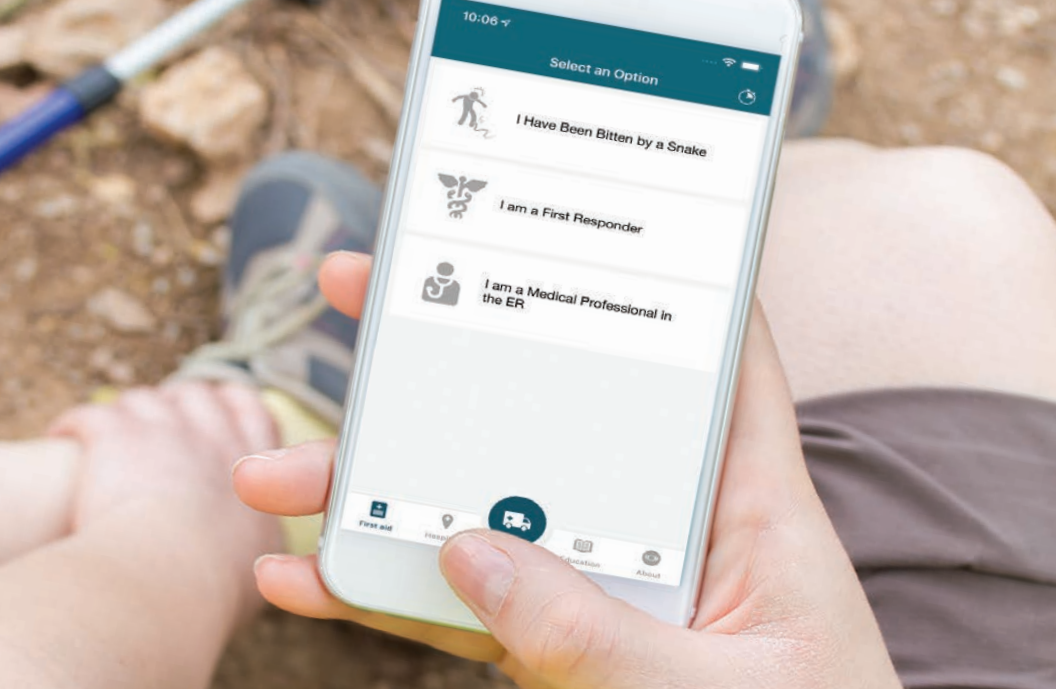 10:06
Select an Option
I Have Been Bitten by a Snake
I am a First Responder
I am a Medical Professional in
the ER
First aid
Education
About